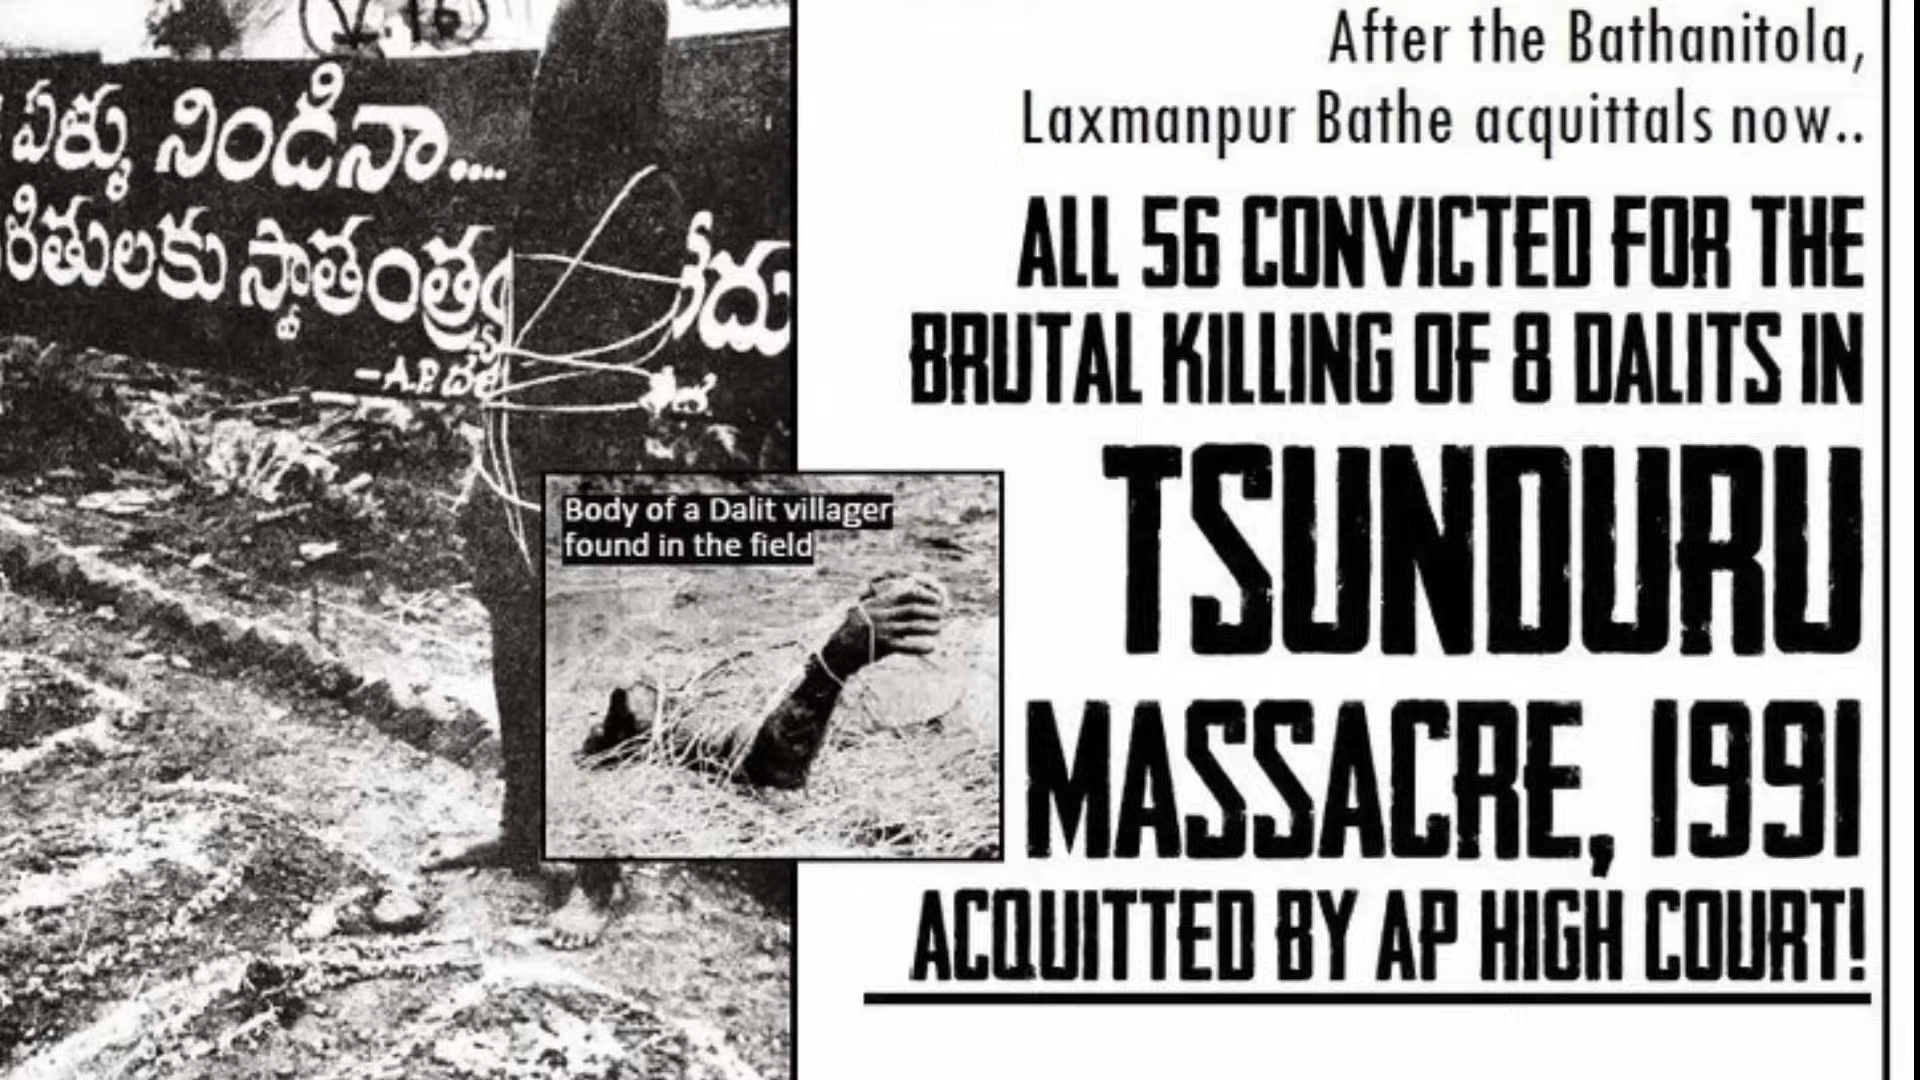 ఏళ్ళు నిండినా....
రితులకు స్వాతంత్ర్య లేదు
-A.P.
Body of a Dalit villager
found in the field
After the Bathanitola,
Laxmanpur Bathe acquittals now..
ALL 56 CONVICTED FOR THE
BRUTAL KILLING OF 8 DALITS IN
TSUNDURU
MASSACRE, 1991
ACQUITTED BY AP HIGH COURT!